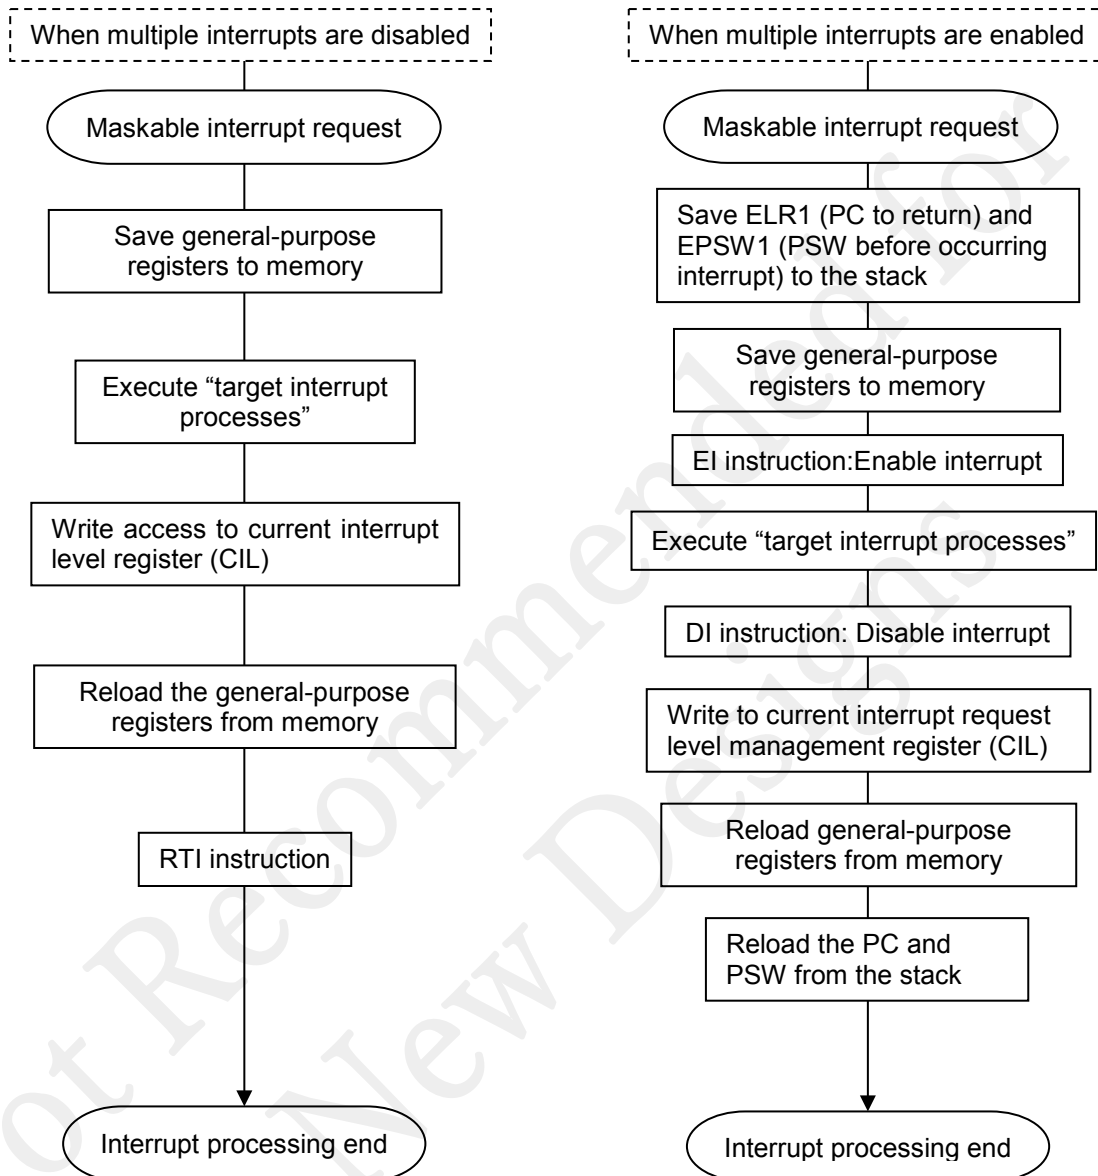 When multiple interrupts are disabled
Maskable interrupt request
Save general-purpose
registers to memory
Execute “target interrupt
processes”
Write access to current interrupt
level register (CIL)
Reload the general-purpose
registers from memory
RTI instruction
Interrupt processing end
When multiple interrupts are enabled
Maskable interrupt request
Save ELR1 (PC to return) and
EPSW1 (PSW before occurring
interrupt) to the stack
Save general-purpose
registers to memory
EI instruction:Enable interrupt
Execute “target interrupt processes”
DI instruction: Disable interrupt
Write to current interrupt request
level management register (CIL)
Reload general-purpose
registers from memory
Reload the PC and
PSW from the stack
Interrupt processing end
ot Recommended for
New Designs